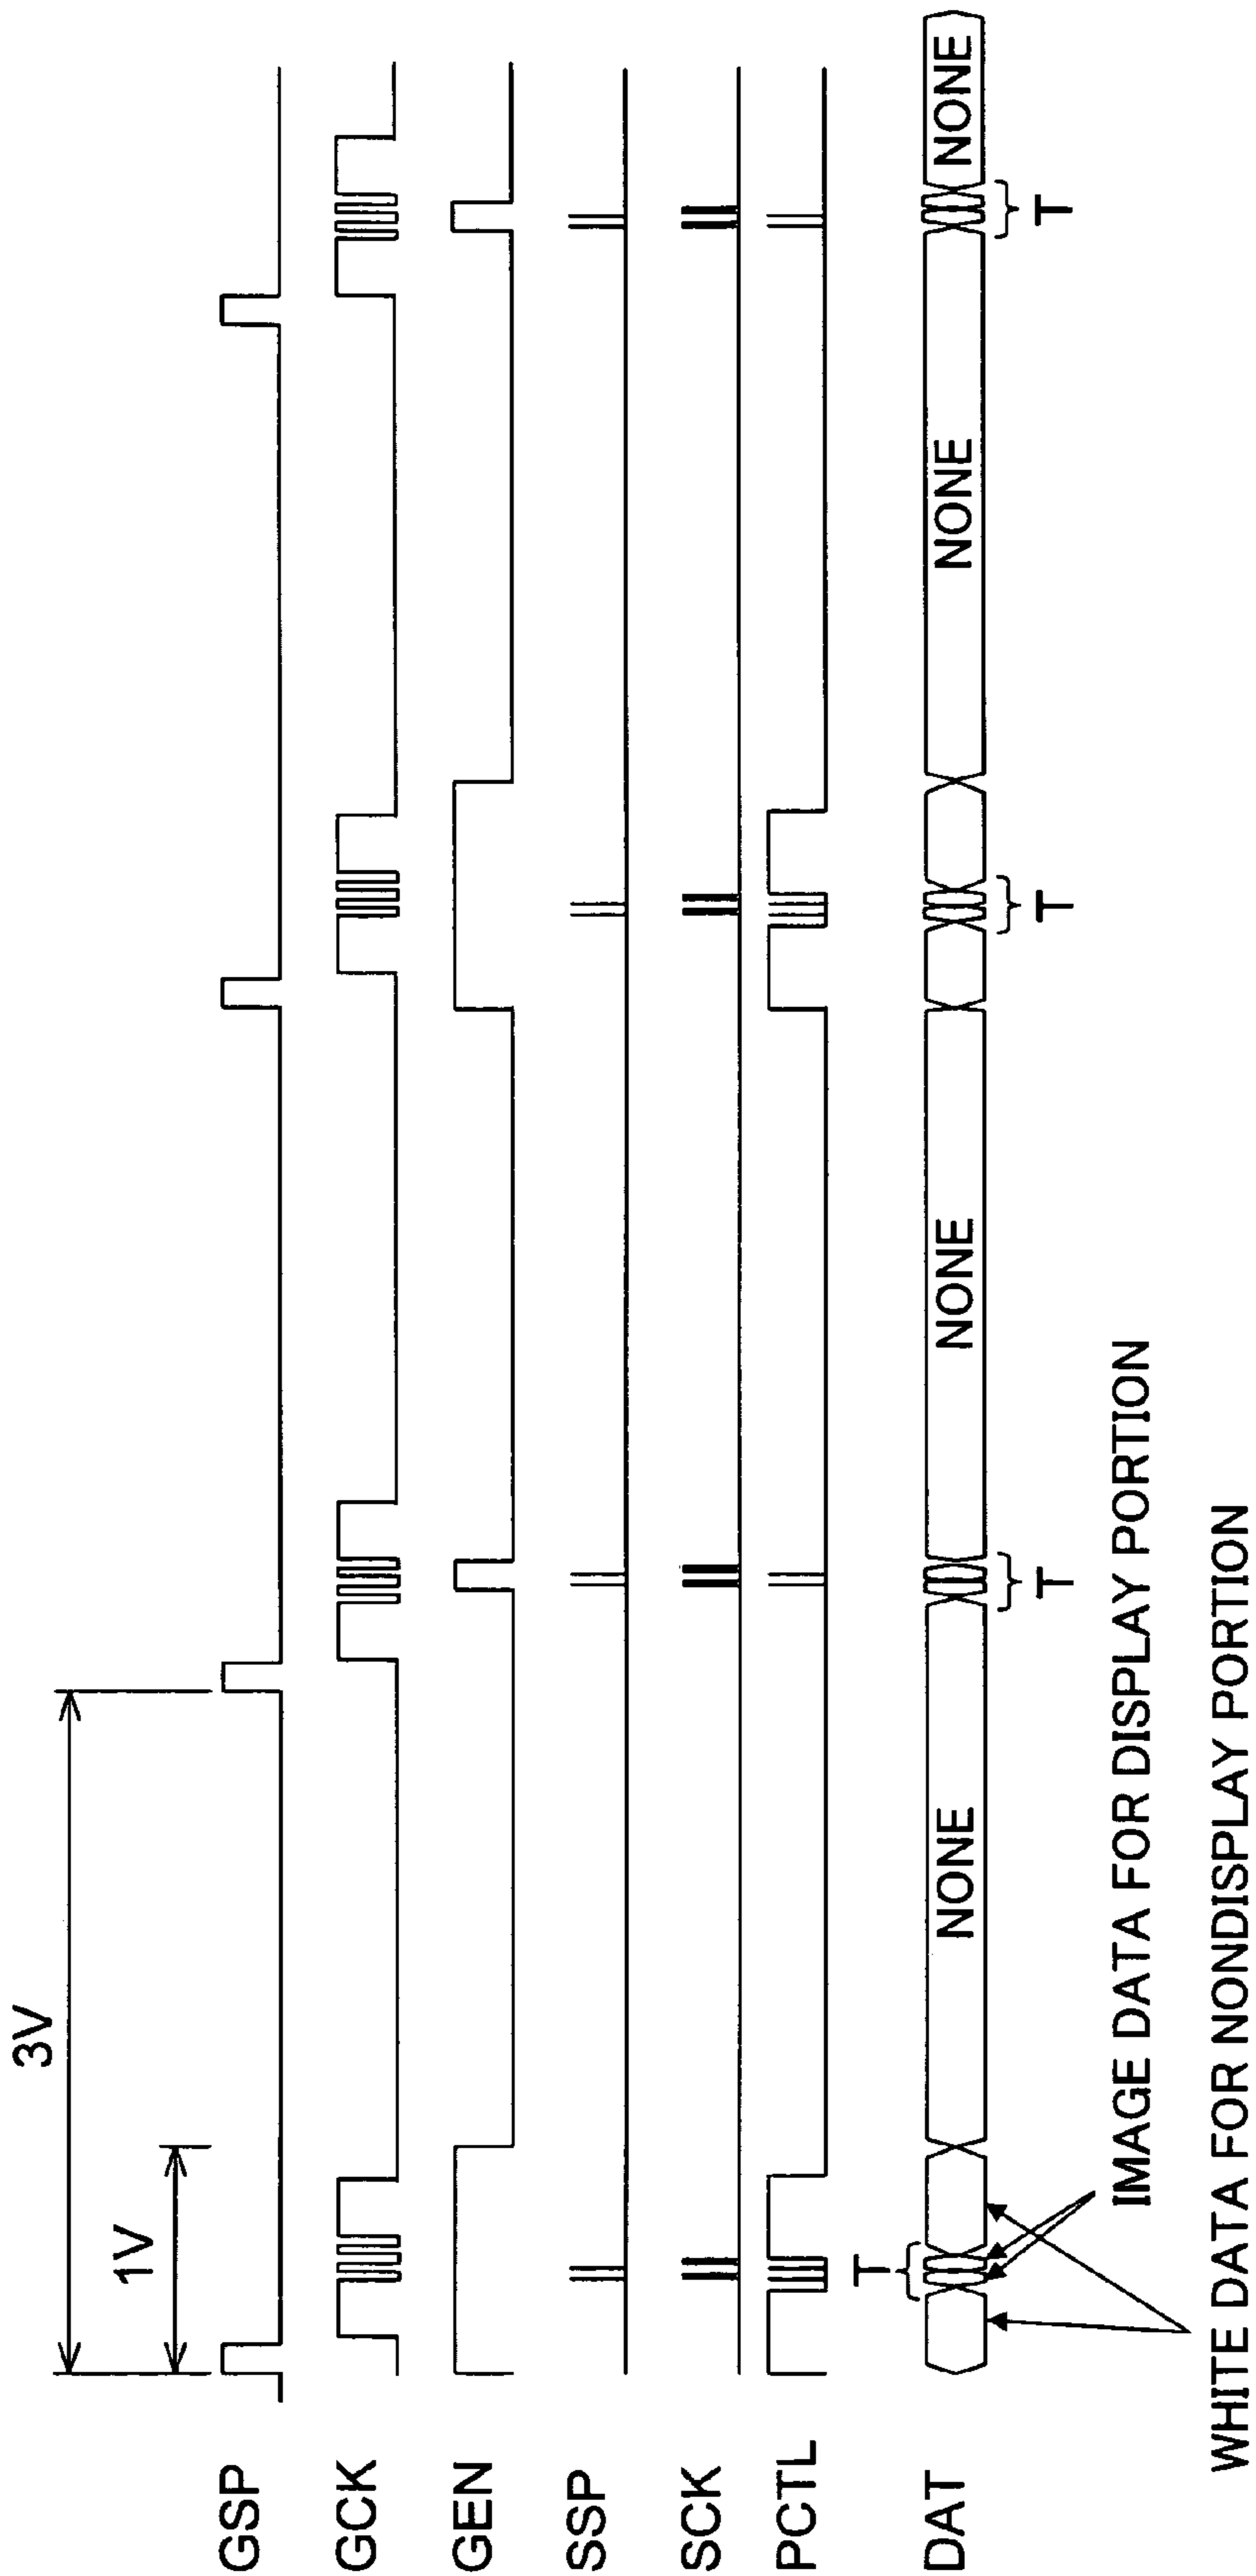 3V
1V
GSP
GCK
GEN
SSP
SCK
PCTL
T
DAT
NONE
T
NONE
T
NONE
T
NONE
IMAGE DATA FOR DISPLAY PORTION
WHITE DATA FOR NONDISPLAY PORTION